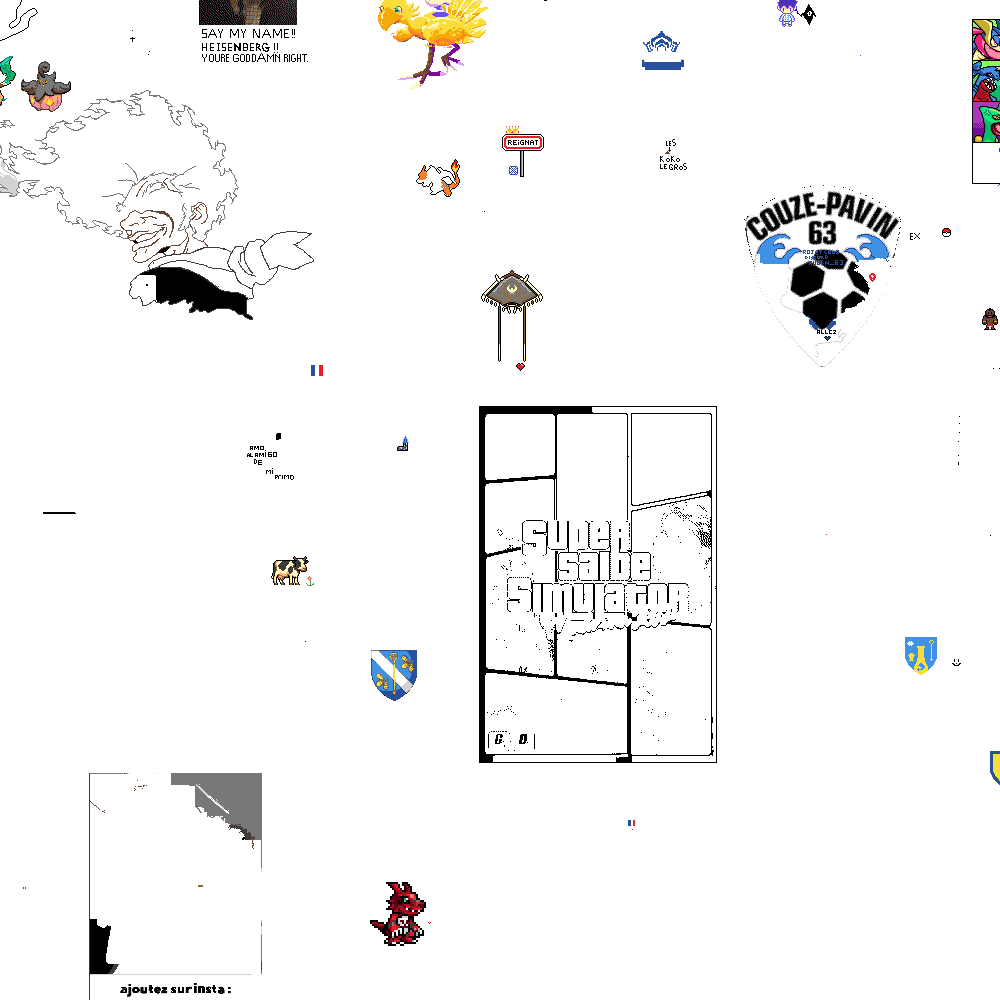 SAY MY NAME!!
HEISENBERG !!
YOURE GODDAMN RIGHT.
REIGNAT
LES
KOKO
LEGROS
COUZE-PAVIN
63
EX
ALLEZ
AMO,
AL AMIGO
DE
Mi
PRIMO
Super
saibe
Simulator
ajoutez sur insta :